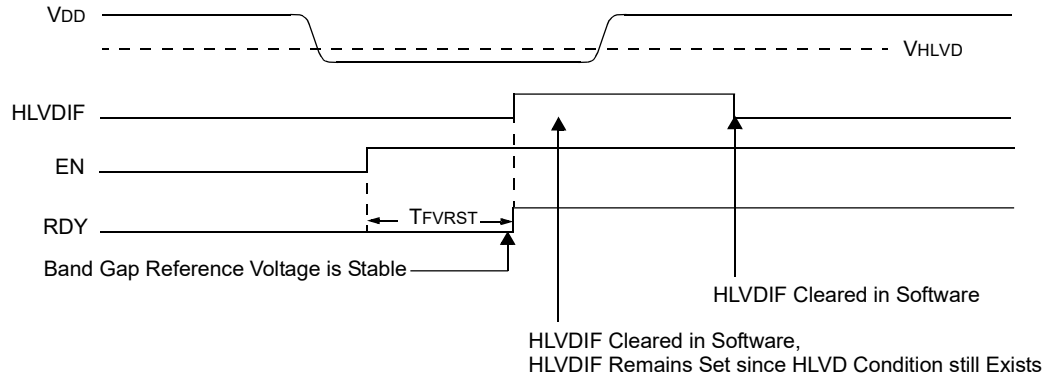 VDD
VHLVD
HLVDIF
EN
TFVRST
RDY
Band Gap Reference Voltage is Stable
HLVDIF Cleared in Software
HLVDIF Cleared in Software,
HLVDIF Remains Set since HLVD Condition still Exists